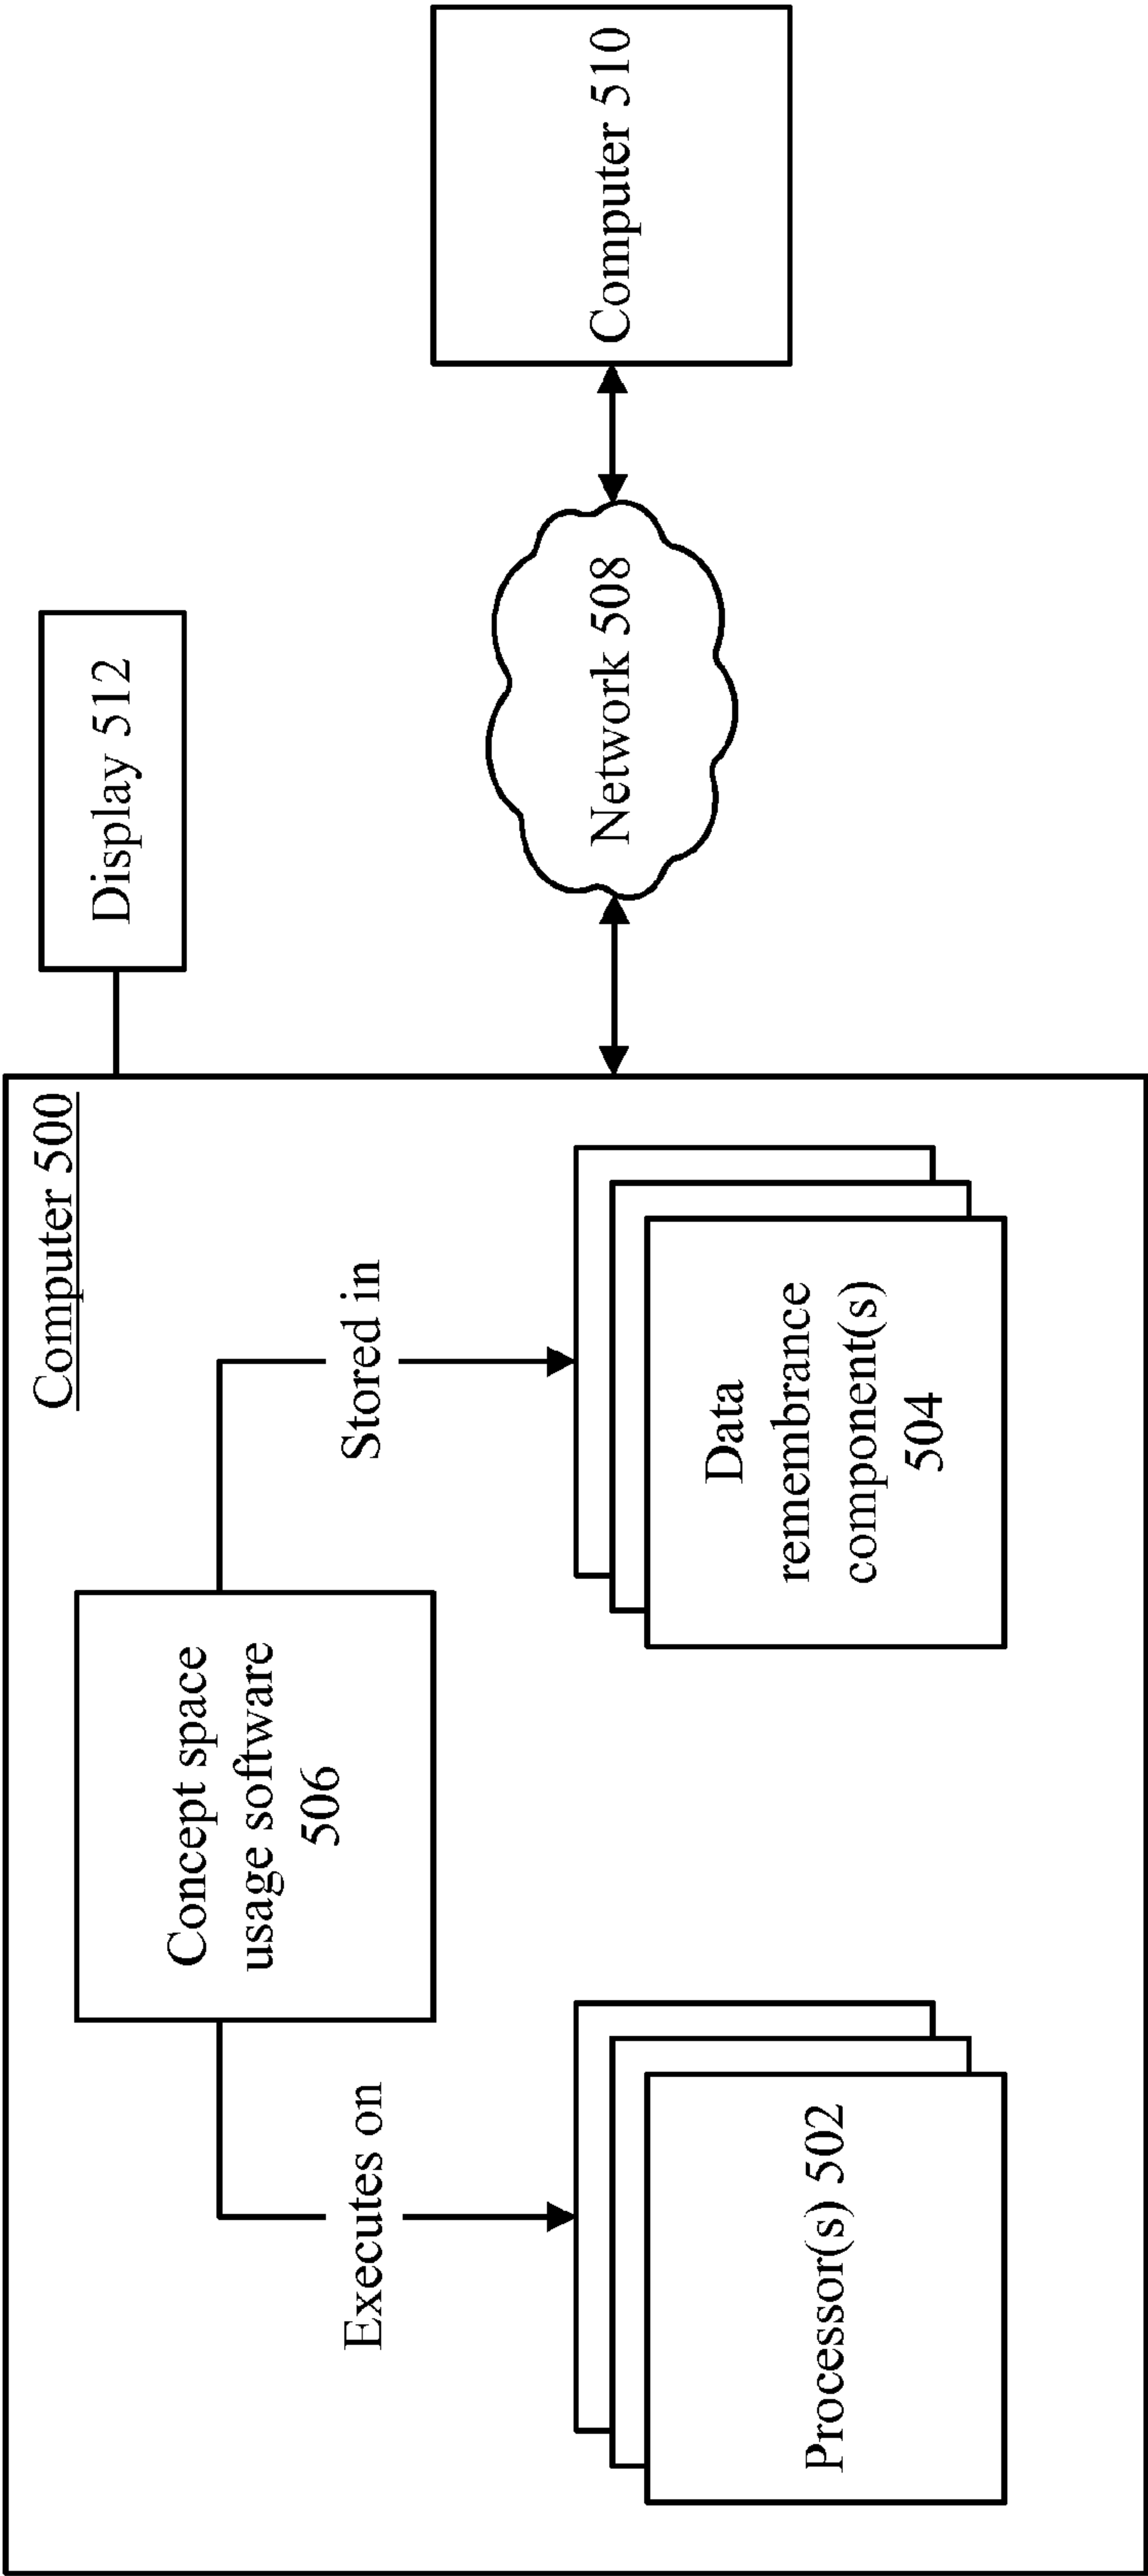 Computer 500
Concept space
usage software
506
Executes on
Stored in
Processor(s) 502
Data
remembrance
component(s)
504
Display 512
Network 508
Computer 510